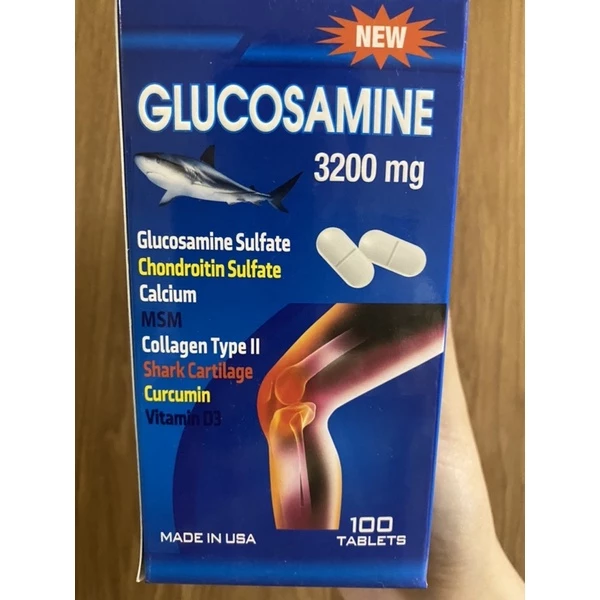 NEW
GLUCOSAMINE
3200 mg
Glucosamine Sulfate
Chondroitin Sulfate
Calcium
MSM
Collagen Type II
Shark Cartilage
Curcumin
Vitamin D3
MADE IN USA
100
TABLETS